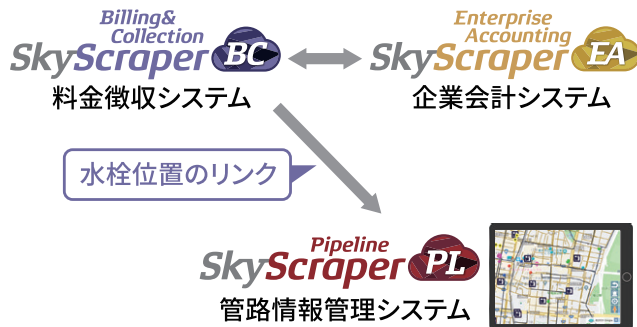 Billing&
Collection
SkyScraper BC
料金徴収システム
Enterprise
Accounting
SkyScraper EA
企業会計システム
水栓位置のリンク
Pipeline
SkyScraper PL
管路情報管理システム